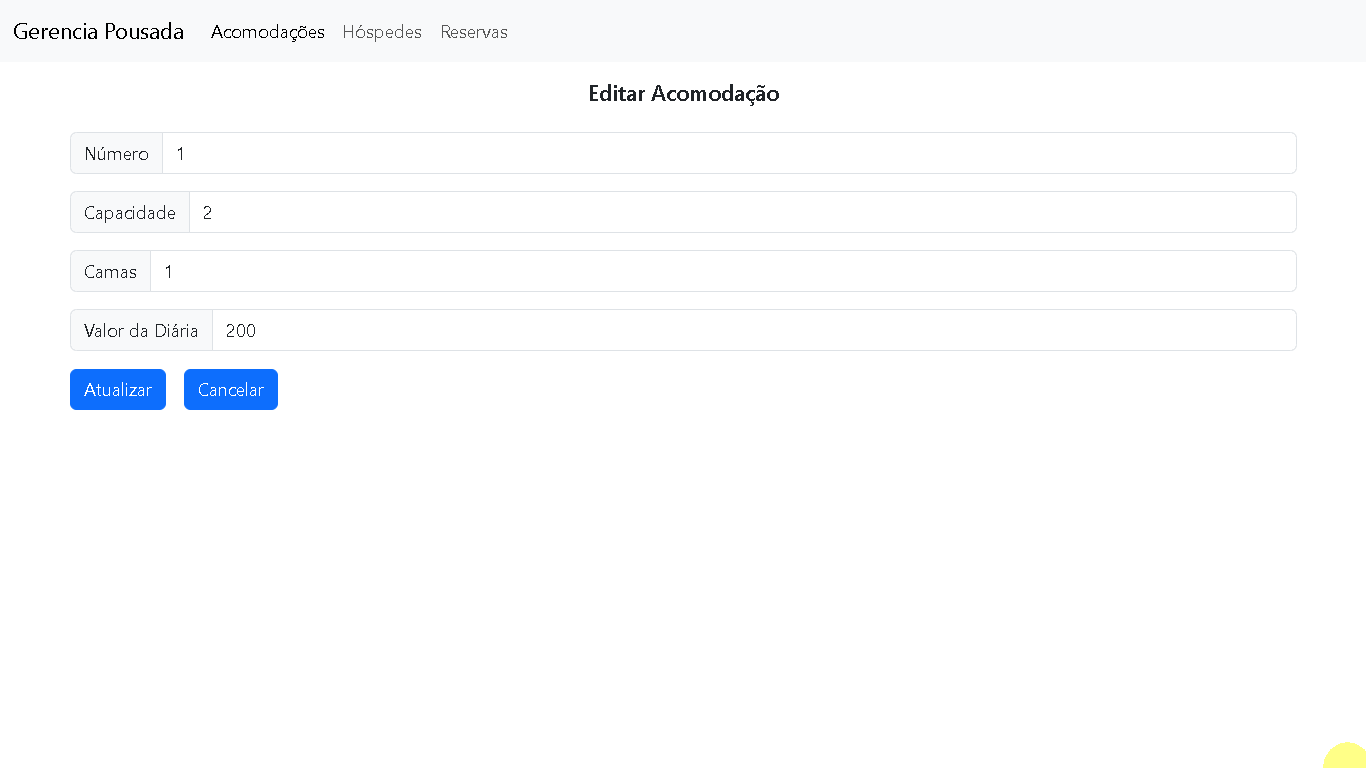 Gerencia Pousada Acomodações Hóspedes Reservas
Editar Acomodação
Número 1
Capacidade 2
Camas 1
Valor da Diária 200
Atualizar Cancelar